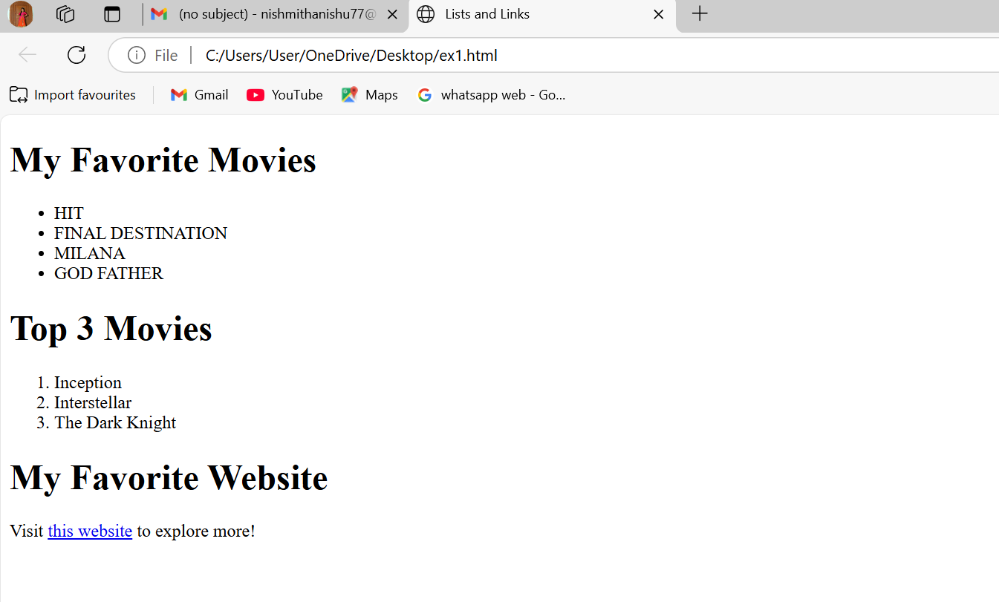 (no subject) - nishmithanishu77@
Lists and Links
File
C:/Users/User/OneDrive/Desktop/ex1.html
Import favourites
Gmail
YouTube
Maps
whatsapp web - Go...
My Favorite Movies
• HIT
• FINAL DESTINATION
• MILANA
• GOD FATHER
Top 3 Movies
1. Inception
2. Interstellar
3. The Dark Knight
My Favorite Website
Visit this website to explore more!